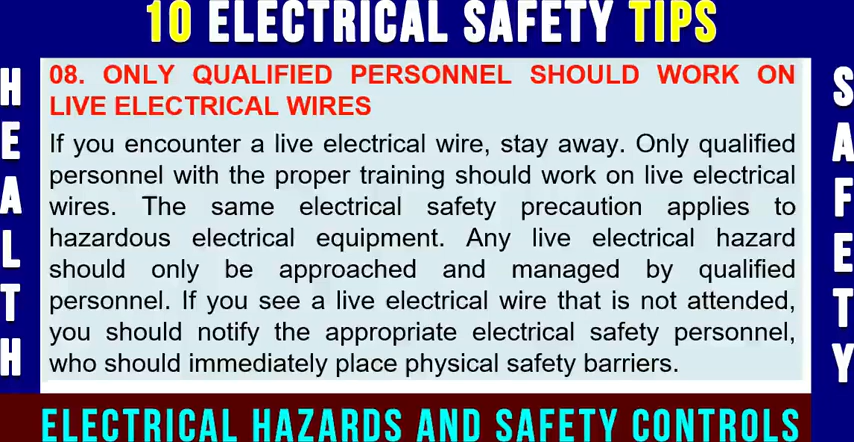 10 ELECTRICAL SAFETY TIPS
HEALTH
08. ONLY QUALIFIED PERSONNEL SHOULD WORK ON
LIVE ELECTRICAL WIRES
If you encounter a live electrical wire, stay away. Only qualified
personnel with the proper training should work on live electrical
wires. The same electrical safety precaution applies to
hazardous electrical equipment. Any live electrical hazard
should only be approached and managed by qualified
personnel. If you see a live electrical wire that is not attended,
you should notify the appropriate electrical safety personnel,
who should immediately place physical safety barriers.
SAFETY
ELECTRICAL HAZARDS AND SAFETY CONTROLS